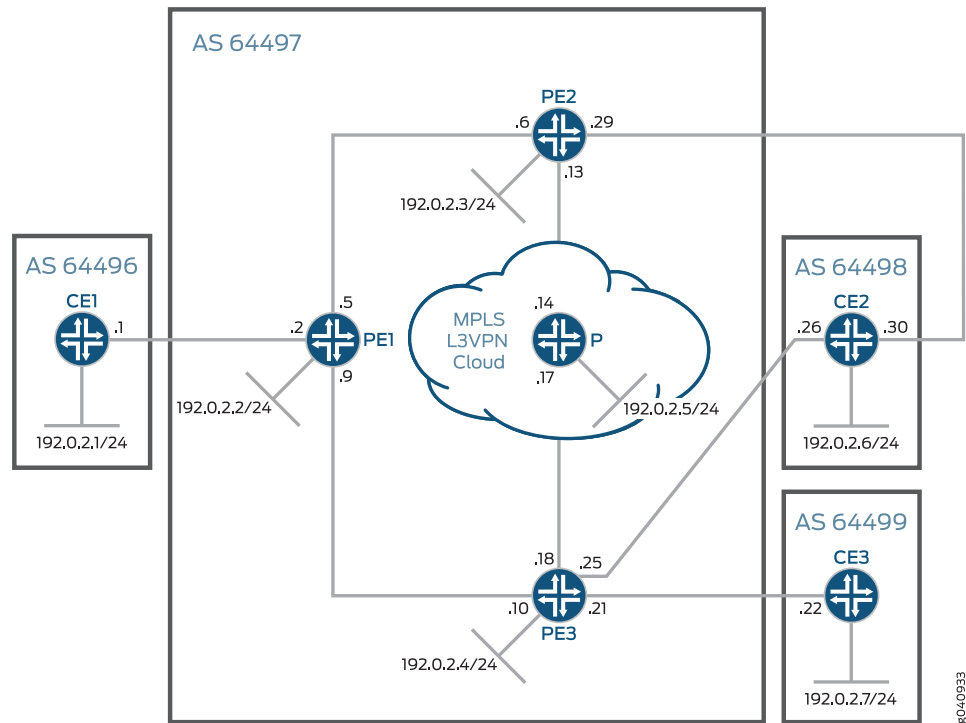 AS 64497
PE2
.6
.29
.13
192.0.2.3/24
AS 64496
CE1
.1
192.0.2.1/24
.5
.2
PE1
.9
192.0.2.2/24
MPLS
L3VPN
Cloud
.14
P
.17
192.0.2.5/24
AS 64498
CE2
.26
.30
192.0.2.6/24
AS 64499
CE3
.22
192.0.2.7/24
.18
.25
.10
.21
PE3
192.0.2.4/24
g040933